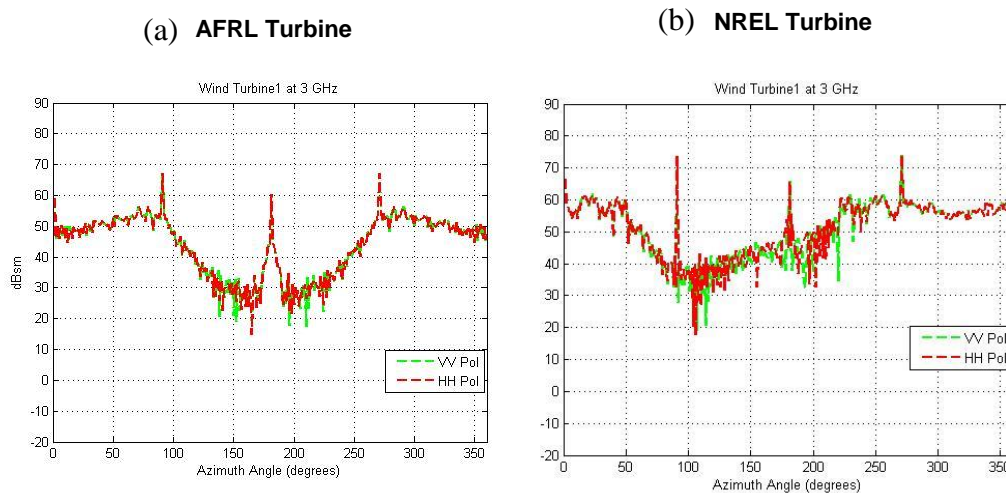 (a) AFRL Turbine
Wind Turbine1 at 3 GHz
90
80
70
60
50
40
30
20
10
0
-10
-20
dBsm
0 50 100 150 200 250 300 350
Azimuth Angle (degrees)
VV Pol
HH Pol
(b) NREL Turbine
Wind Turbine1 at 3 GHz
90
80
70
60
50
40
30
20
10
0
-10
-20
0 50 100 150 200 250 300 350
Azimuth Angle (degrees)
VV Pol
HH Pol